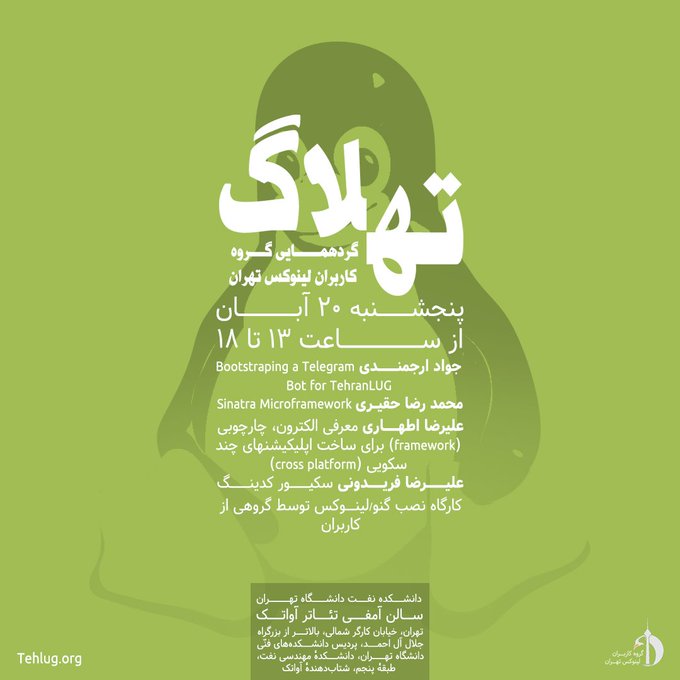 تهلاگ
گردهمایی گروه
کاربران لینوکس تهران
پنجشنبه ۲۰ آبان
از ساعت ۱۳ تا ۱۸
جواد ارجمندی Bootstraping a Telegram
Bot for TehranLUG
محمد رضا حقیری Sinatra Microframework
علیرضا اطهاری معرفی الکترون، چارچوبی
(framework) برای ساخت اپلیکیشنهای چند
سکویی (cross platform)
علیرضا فریدونی سکیور کدینگ
کارگاه نصب گنو/لینوکس توسط گروهی از
کاربران
دانشکده نفت دانشگاه تهران
سالن آمفی تئاتر آواتک
تهران، خیابان کارگر شمالی، بالاتر از بزرگراه
جلال آل احمد، پردیس دانشکده‌های فنّی
دانشگاه تهران، دانشکدهٔ مهندسی نفت،
طبقهٔ پنجم، شتاب‌دهندهٔ آواتک
Tehlug.org
گروه کاربران
لینوکس تهران